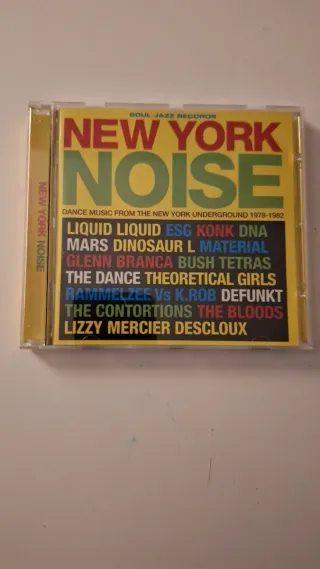 SOUL JAZZ RECORDS
NEW YORK
NOISE
DANCE MUSIC FROM THE NEW YORK UNDERGROUND 1978-1982
LIQUID LIQUID ESG KONK DNA
MARS DINOSAUR L MATERIAL
GLENN BRANCA BUSH TETRAS
THE DANCE THEORETICAL GIRLS
RAMMELZEE Vs K.ROB DEFUNKT
THE CONTORTIONS THE BLOODS
LIZZY MERCIER DESCLOUX
NEW YORK NOISE